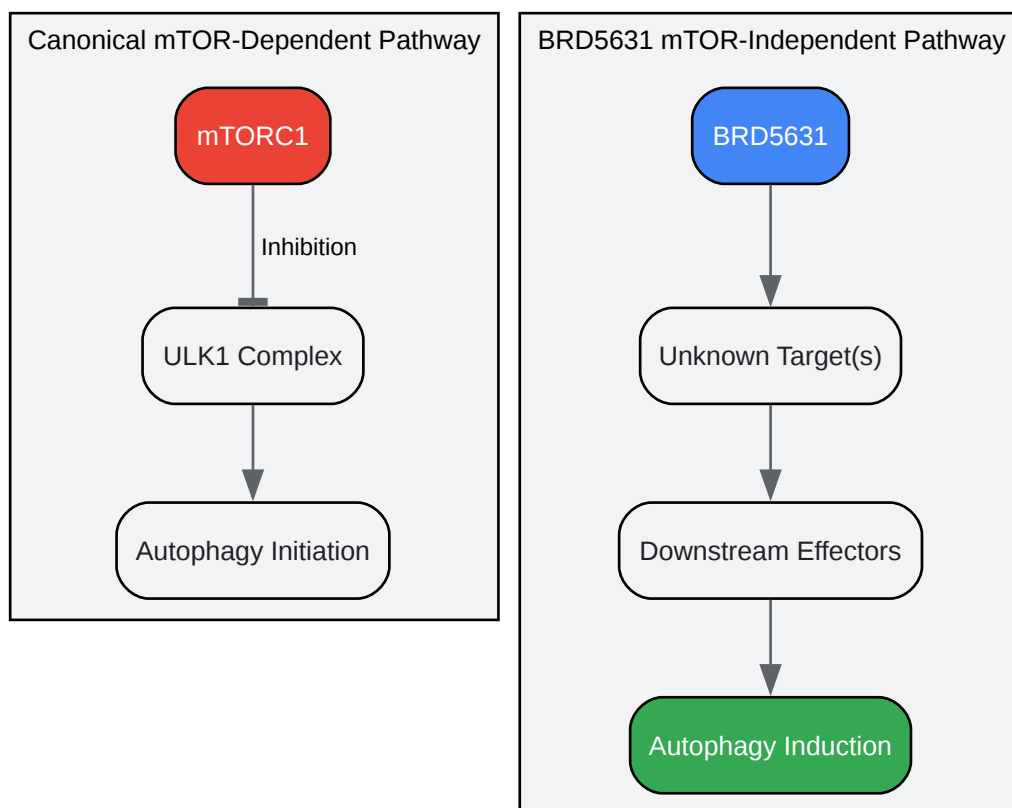 Canonical mTOR-Dependent Pathway
mTORC1
Inhibition
ULK1 Complex
Autophagy Initiation
BRD5631 mTOR-Independent Pathway
BRD5631
Unknown Target(s)
Downstream Effectors
Autophagy Induction